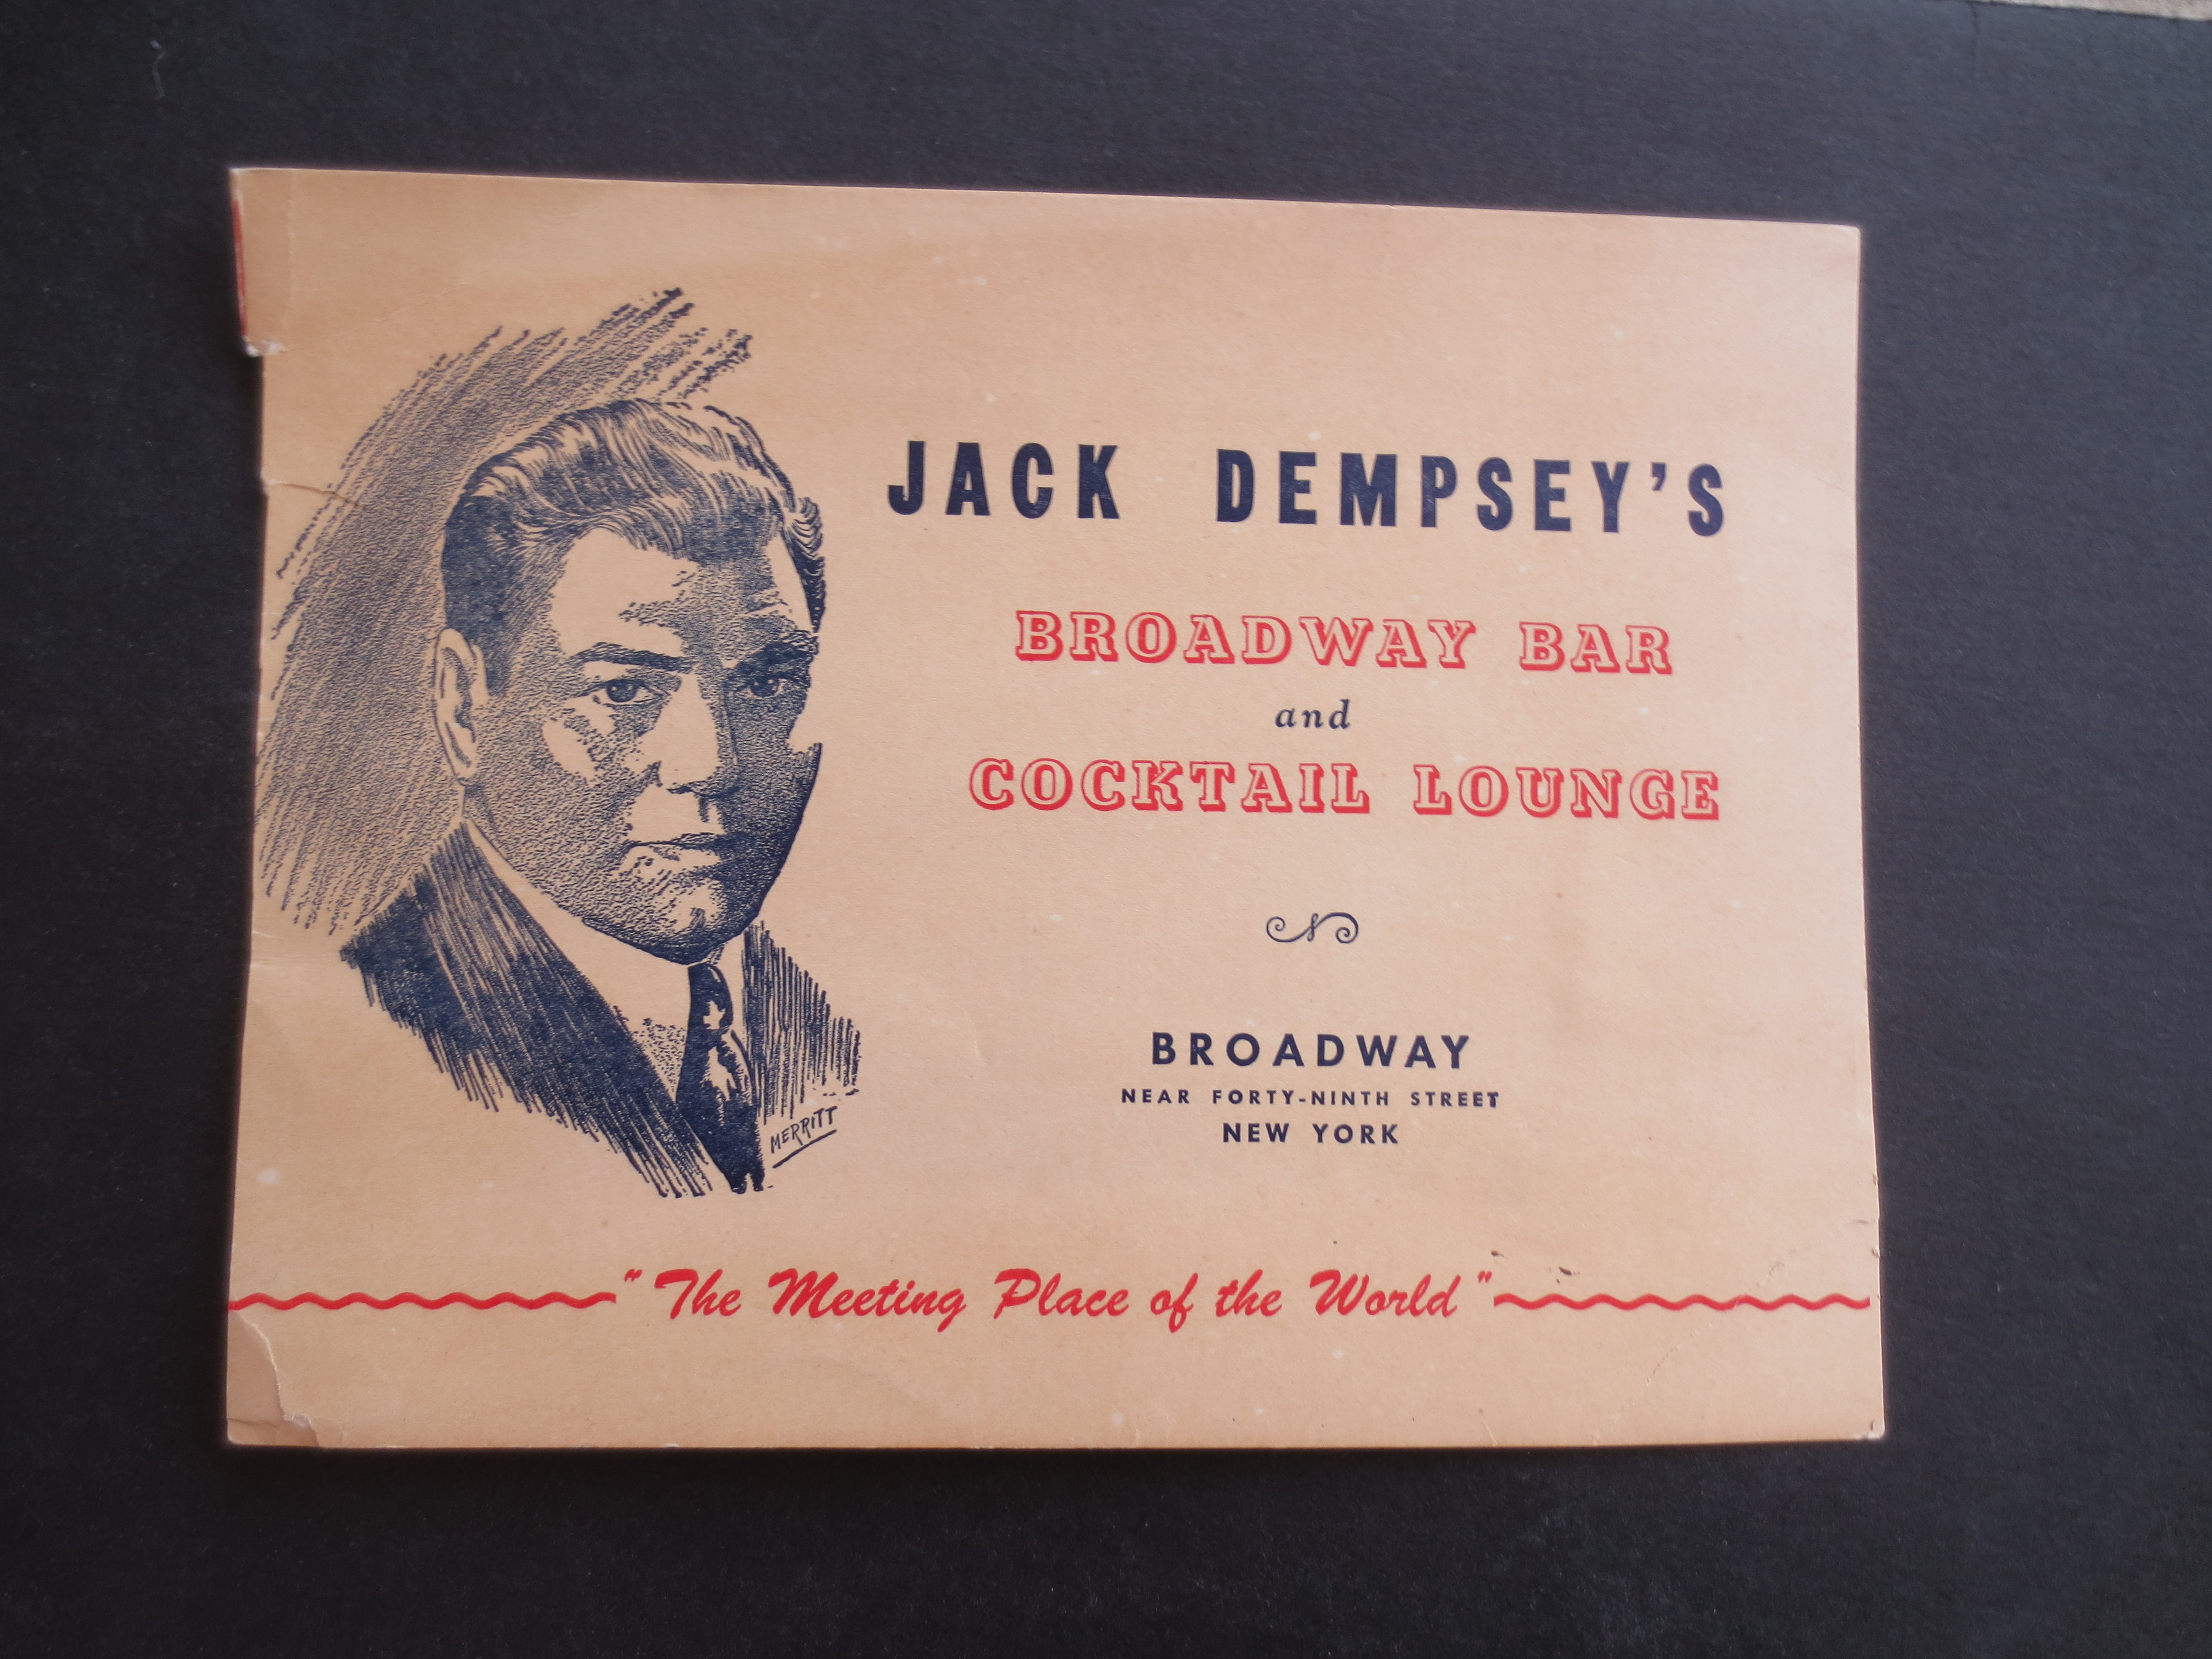 JACK DEMPSEY'S
BROADWAY BAR
and
COCKTAIL LOUNGE
BROADWAY
NEAR FORTY-NINTH STREET
NEW YORK
MERRITT
"The Meeting Place of the World"